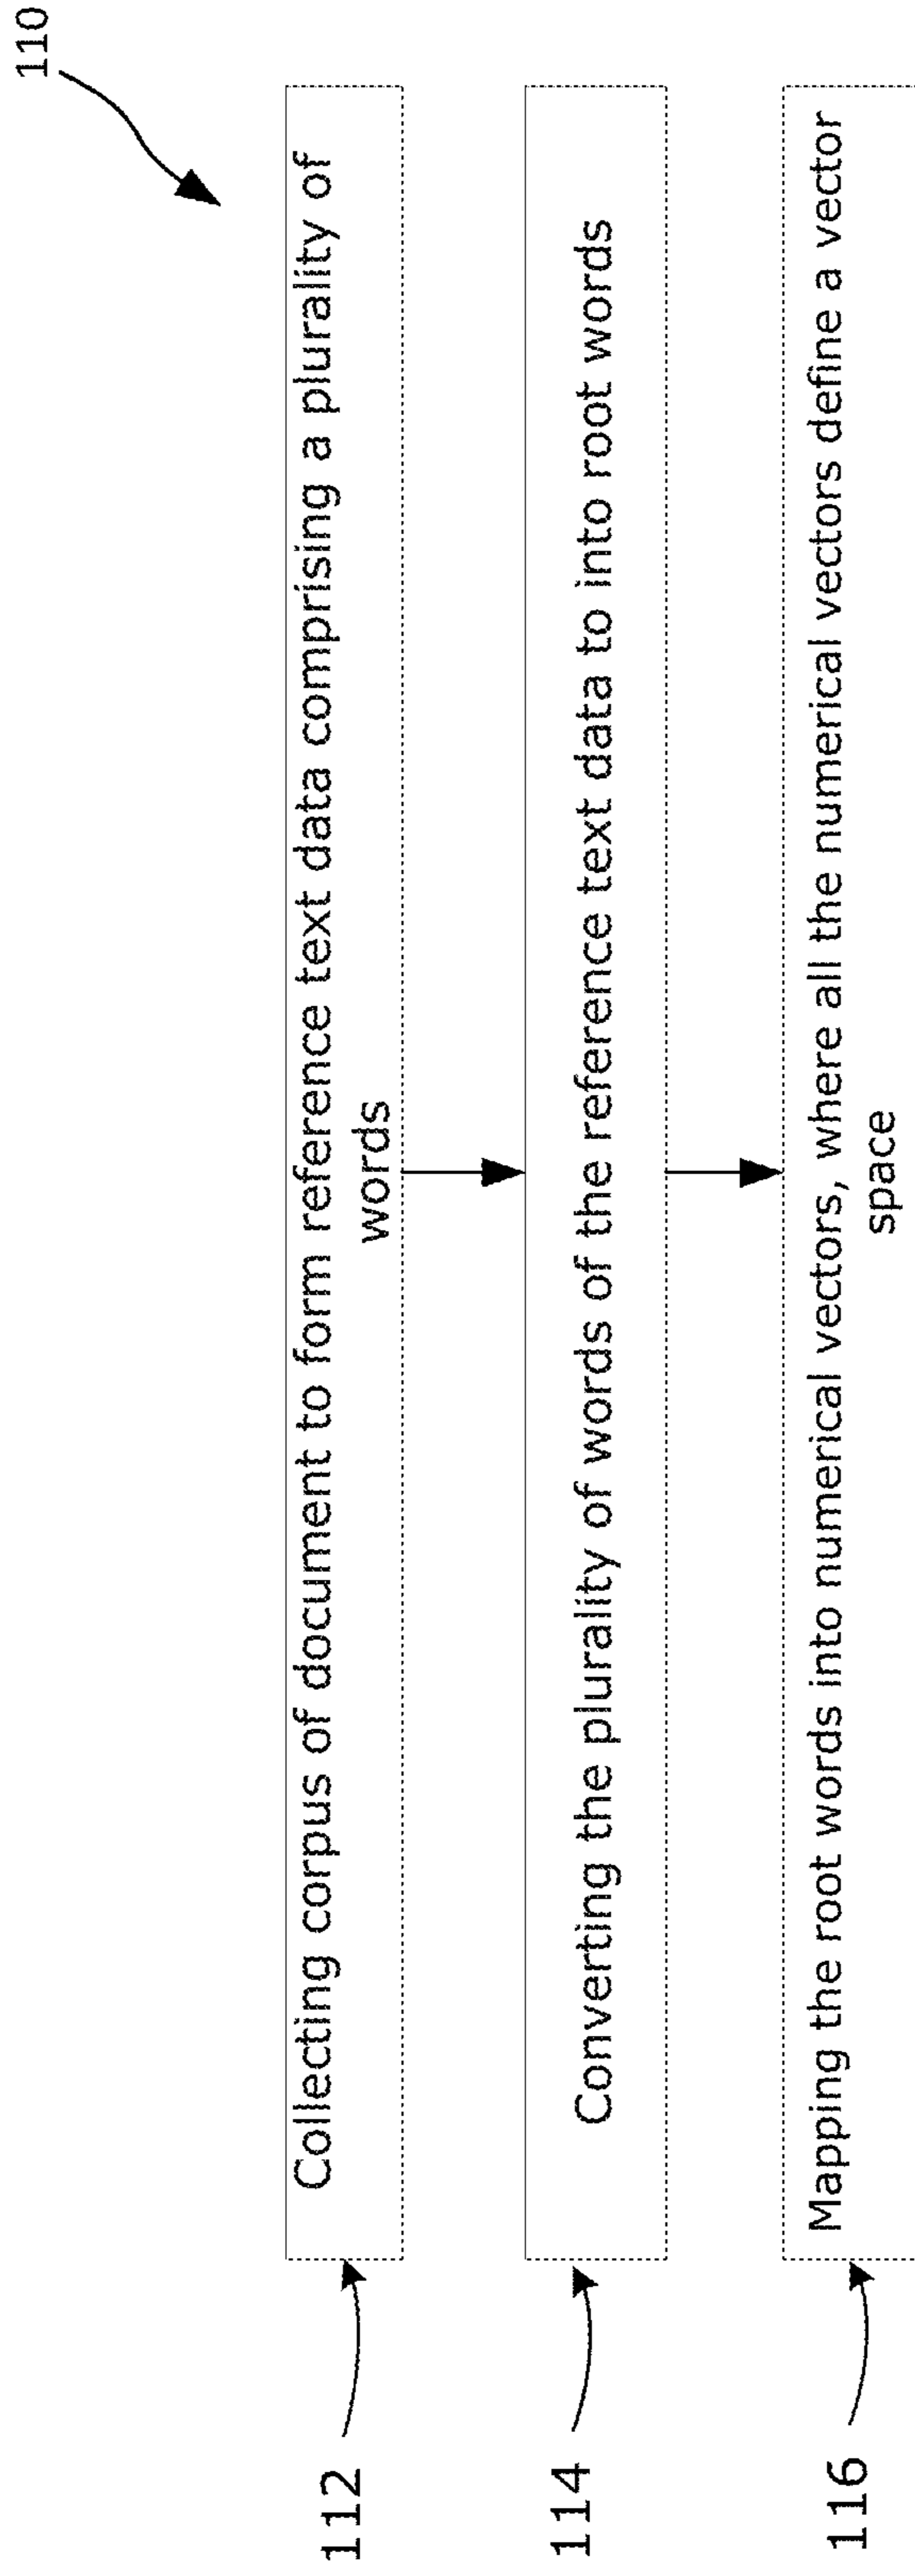 110
112
Collecting corpus of document to form reference text data comprising a plurality of
words
114
Converting the plurality of words of the reference text data to into root words
116
Mapping the root words into numerical vectors, where all the numerical vectors define a vector
space